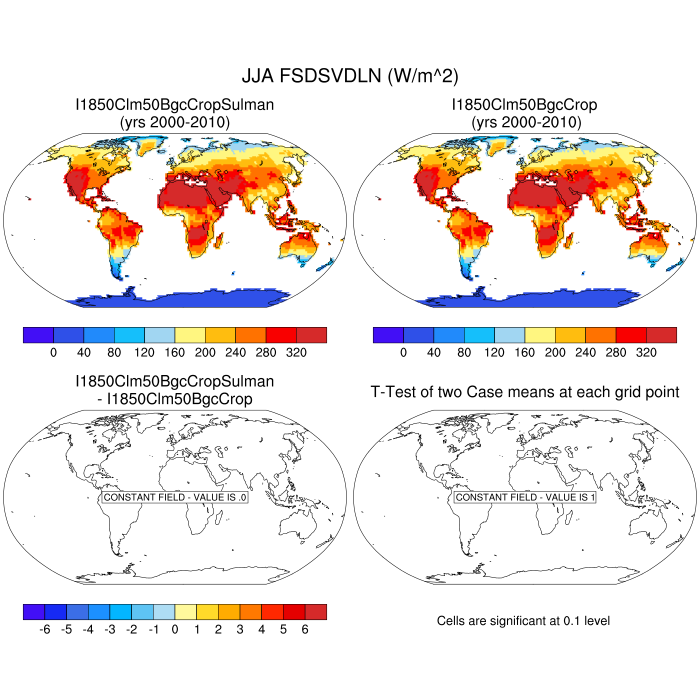 JJA FSDSVDLN (W/m^2)
I1850Clm50BgcCropSulman
(yrs 2000-2010)
I1850Clm50BgcCrop
(yrs 2000-2010)
0 40 80 120 160 200 240 280 320
0 40 80 120 160 200 240 280 320
I1850Clm50BgcCropSulman
- I1850Clm50BgcCrop
T-Test of two Case means at each grid point
CONSTANT FIELD - VALUE IS .0
CONSTANT FIELD - VALUE IS 1
-6 -5 -4 -3 -2 -1 0 1 2 3 4 5 6
Cells are significant at 0.1 level